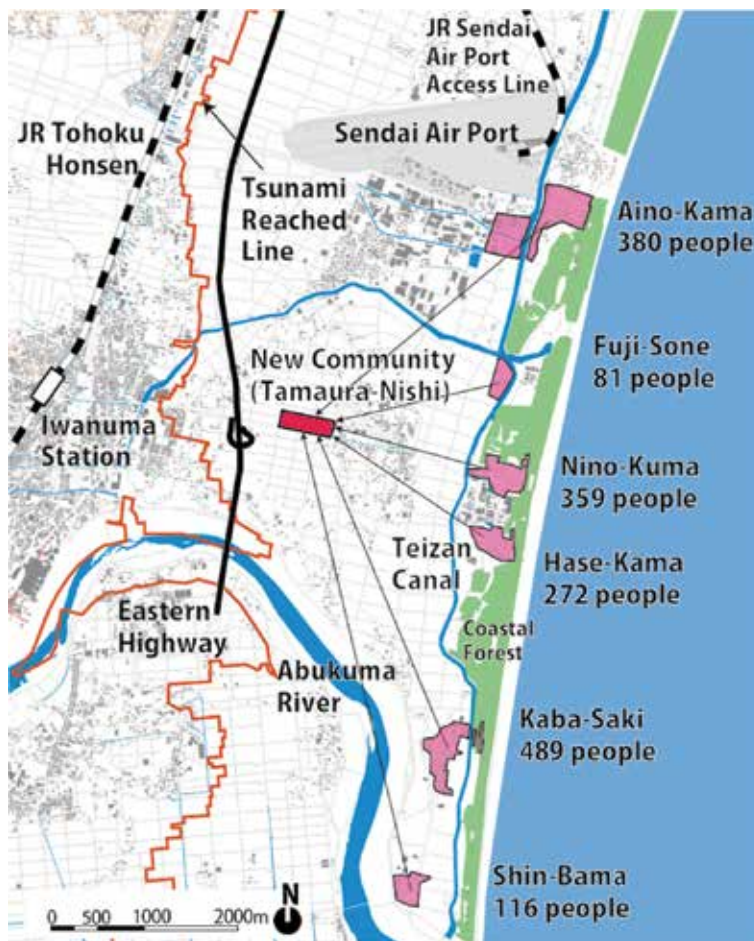 JR Sendai
Air Port
Access Line
Sendai Air Port
JR Tohoku
Honsen
Tsunami
Reached
Line
Aino-Kama
380 people
New Community
(Tamaura-Nishi)
Fuji-Sone
81 people
Iwanuma
Station
Nino-Kuma
359 people
Teizan
Canal
Hase-Kama
272 people
Eastern
Highway
Coastal
Forest
Abukuma
River
Kaba-Saki
489 people
Shin-Bama
116 people
N
0 500 1000 2000m